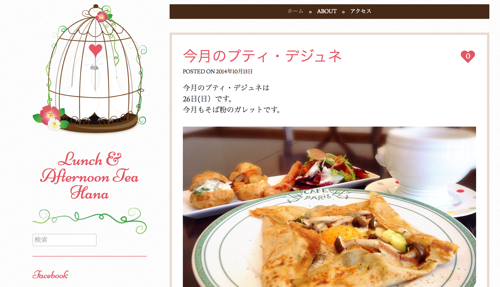 ホーム
ABOUT
アクセス
今月のプティ・デジュネ
0
POSTED ON 2014年10月13日
今月のプティ・デジュネは
26日(日）です。
今月もそば粉のガレットです。
CAFE
PARIS
Lunch &
Afternoon Tea
Hana
検索
Facebook